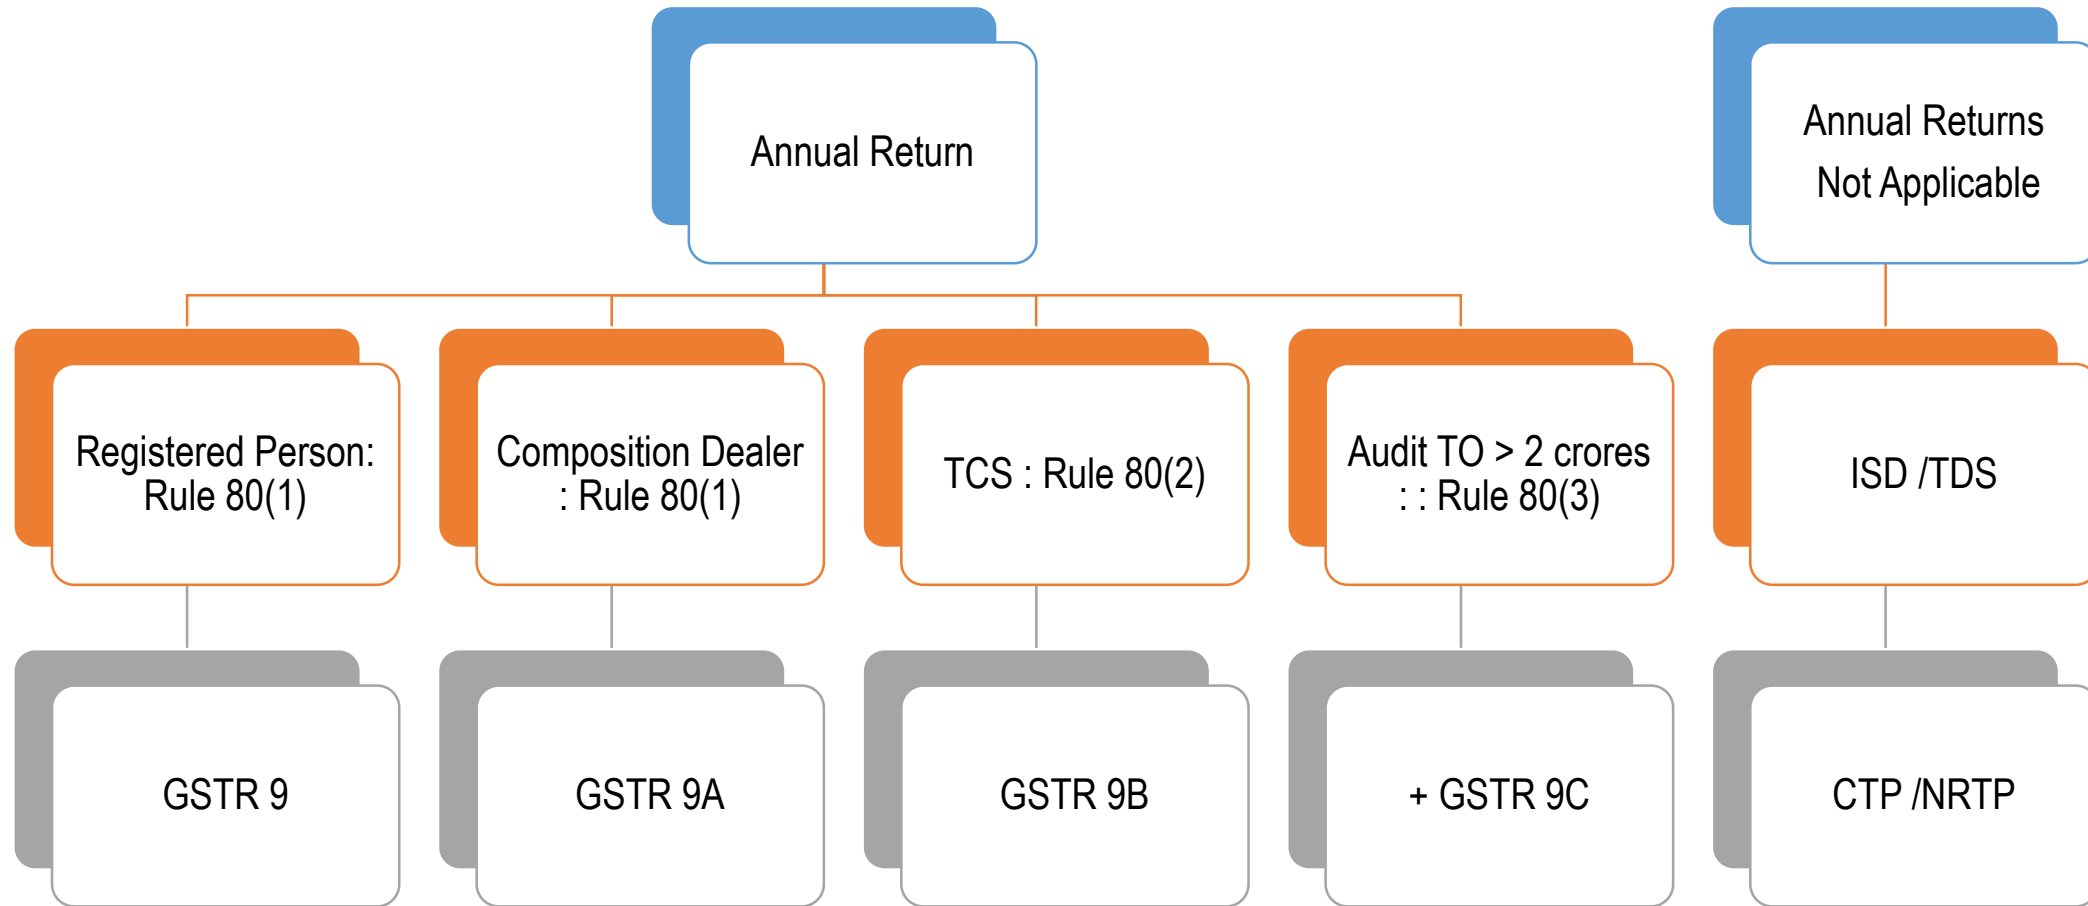 Annual Return
Annual Returns
Not Applicable
Registered Person:
Rule 80(1)
Composition Dealer
: Rule 80(1)
TCS : Rule 80(2)
Audit TO > 2 crores
: : Rule 80(3)
ISD /TDS
GSTR 9
GSTR 9A
GSTR 9B
+ GSTR 9C
CTP /NRTP